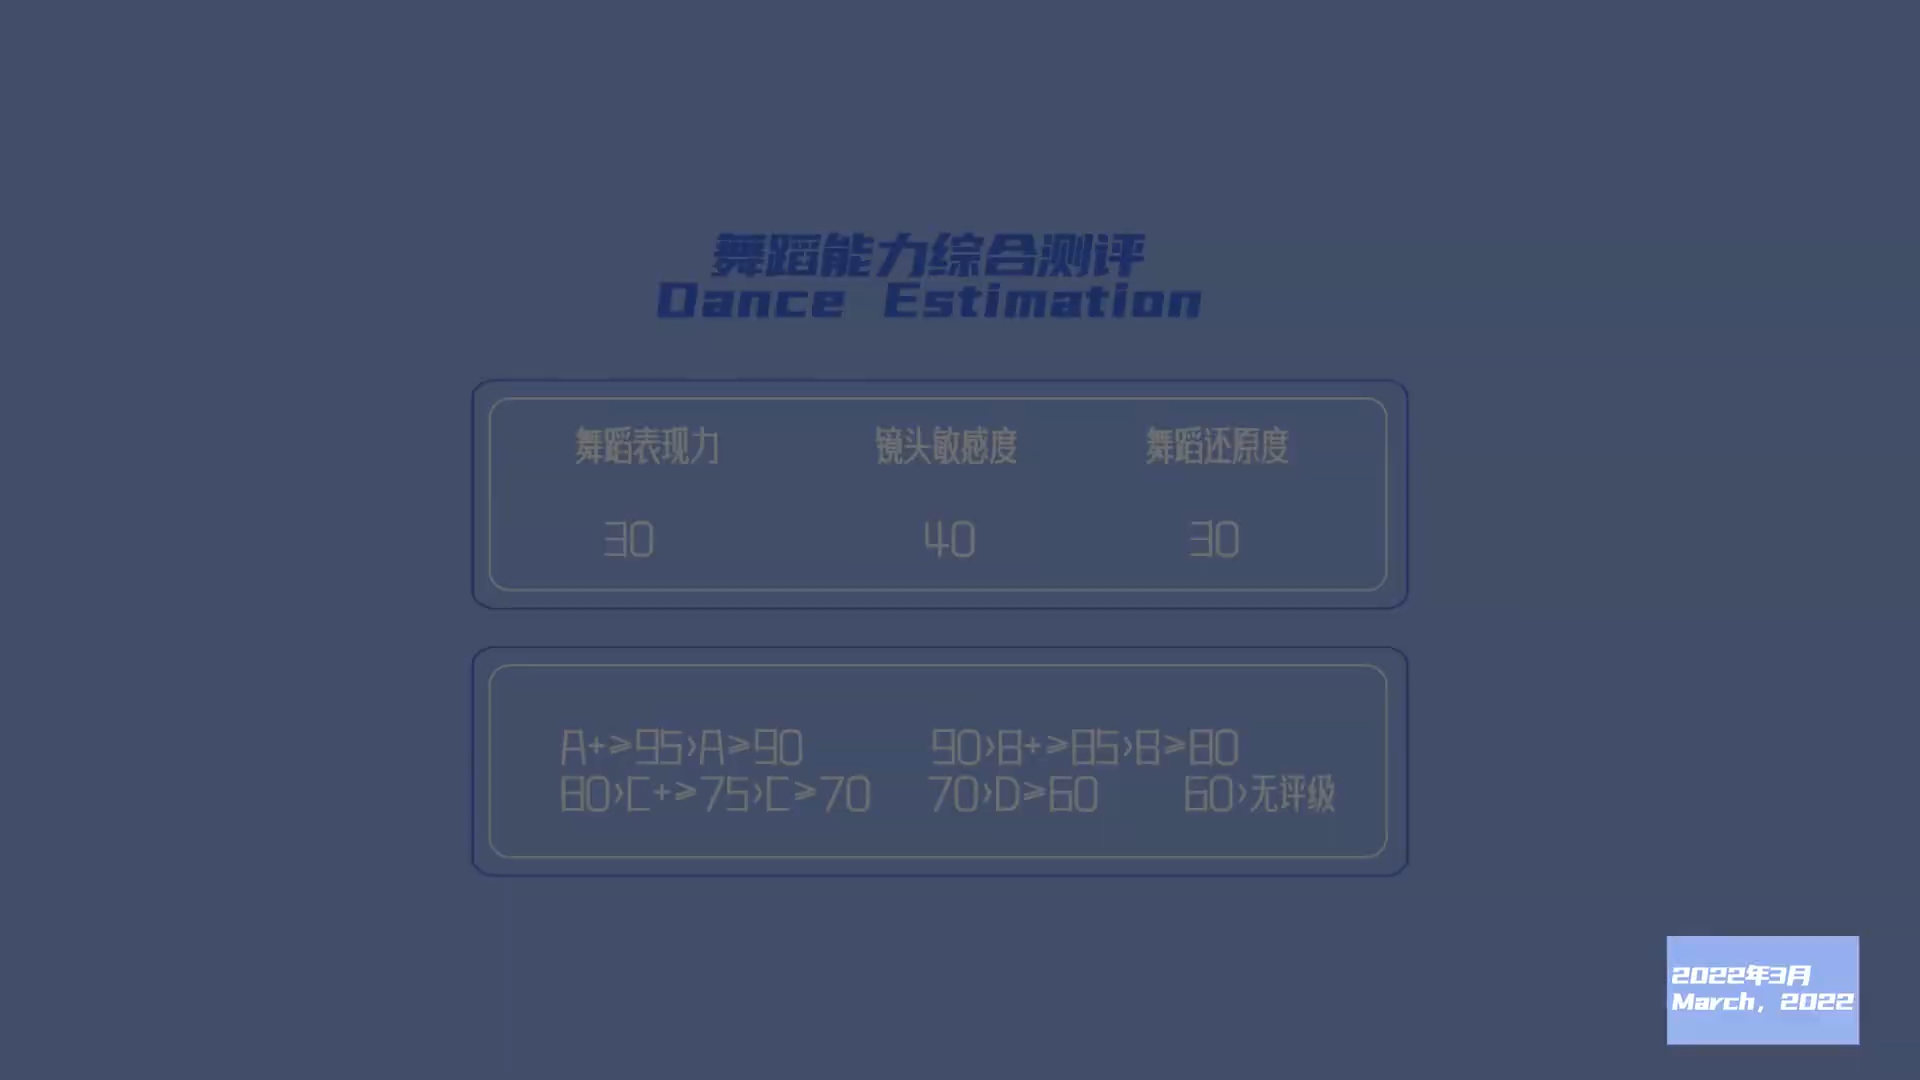 舞蹈能力综合测评
Dance Estimation
舞蹈表现力 镜头敏感度 舞蹈还原度
30 40 30
A+≥95>A≥90 90>B+≥85>B≥80
80>C+≥75>C≥70 70>D≥60 60>无评级
2022年3月
March, 2022